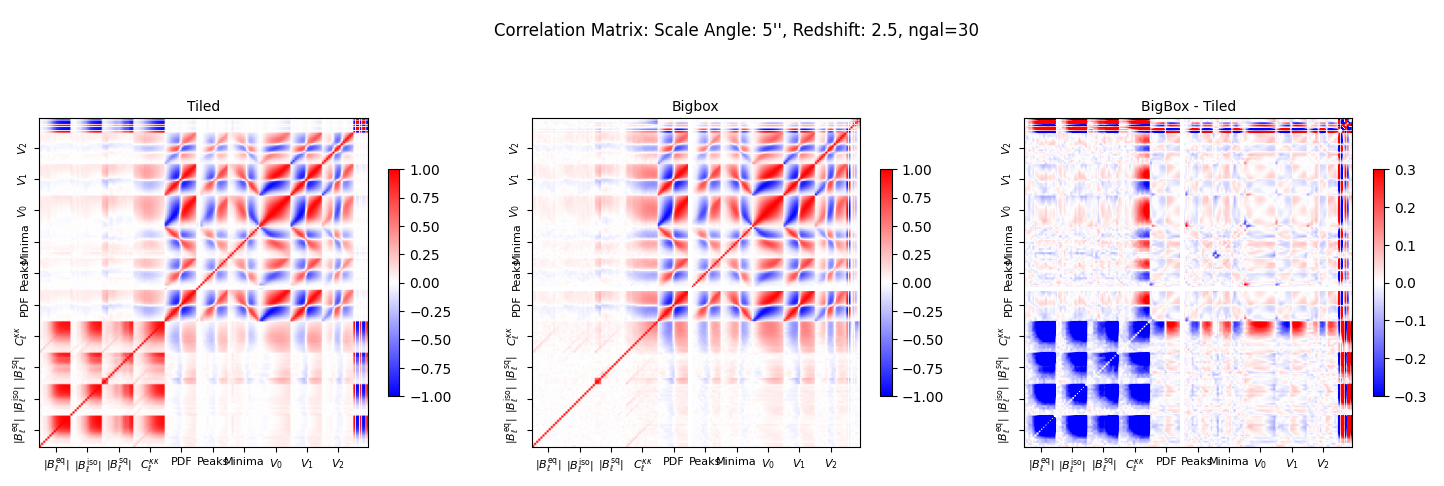 Correlation Matrix: Scale Angle: 5'', Redshift: 2.5, ngal=30
Tiled
V₂
V₁
V₀
Minima
Peaks
PDF
C_ℓ^κκ
|B_ℓ^sq|
|B_ℓ^iso|
|B_ℓ^eq|
|B_ℓ^eq| |B_ℓ^iso| |B_ℓ^sq| C_ℓ^κκ PDF Peaks Minima V₀ V₁ V₂
1.00
0.75
0.50
0.25
0.00
−0.25
−0.50
−0.75
−1.00
Bigbox
V₂
V₁
V₀
Minima
Peaks
PDF
C_ℓ^κκ
|B_ℓ^sq|
|B_ℓ^iso|
|B_ℓ^eq|
|B_ℓ^eq| |B_ℓ^iso| |B_ℓ^sq| C_ℓ^κκ PDF Peaks Minima V₀ V₁ V₂
1.00
0.75
0.50
0.25
0.00
−0.25
−0.50
−0.75
−1.00
BigBox - Tiled
V₂
V₁
V₀
Minima
Peaks
PDF
C_ℓ^κκ
|B_ℓ^sq|
|B_ℓ^iso|
|B_ℓ^eq|
|B_ℓ^eq| |B_ℓ^iso| |B_ℓ^sq| C_ℓ^κκ PDF Peaks Minima V₀ V₁ V₂
0.3
0.2
0.1
0.0
−0.1
−0.2
−0.3